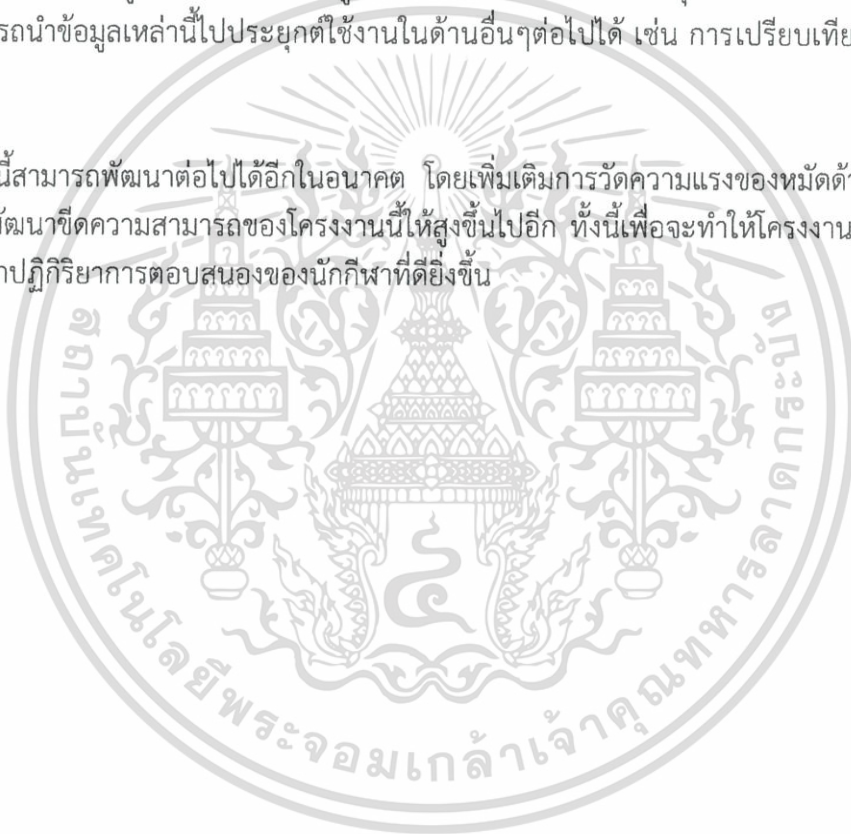 รถนำข้อมูลเหล่านี้ไปประยุกต์ใช้งานในด้านอื่นๆต่อไปได้ เช่น การเปรียบเทีย
นี้สามารถพัฒนาต่อไปได้อีกในอนาคต โดยเพิ่มเติมการวัดความแรงของหมัดด้
พัฒนาขีดความสามารถของโครงงานนี้ให้สูงขึ้นไปอีก ทั้งนี้เพื่อจะทำให้โครงงาน
าปฏิกิริยาการตอบสนองของนักกีฬาที่ดียิ่งขึ้น
สถาบันเทคโนโลยีพระจอมเกล้าเจ้าคุณทหารลาดกระบัง